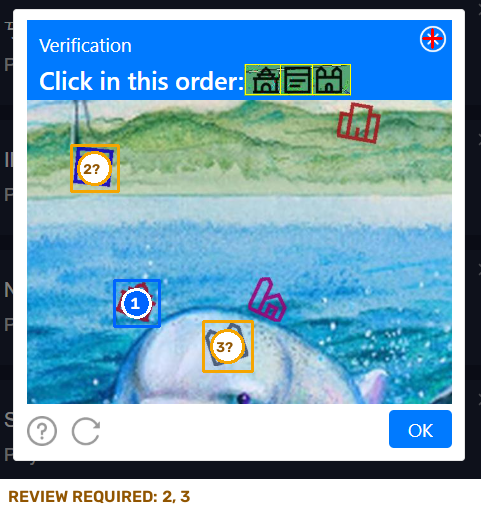 Verification
Click in this order:
2?
1
3?
OK
REVIEW REQUIRED: 2, 3